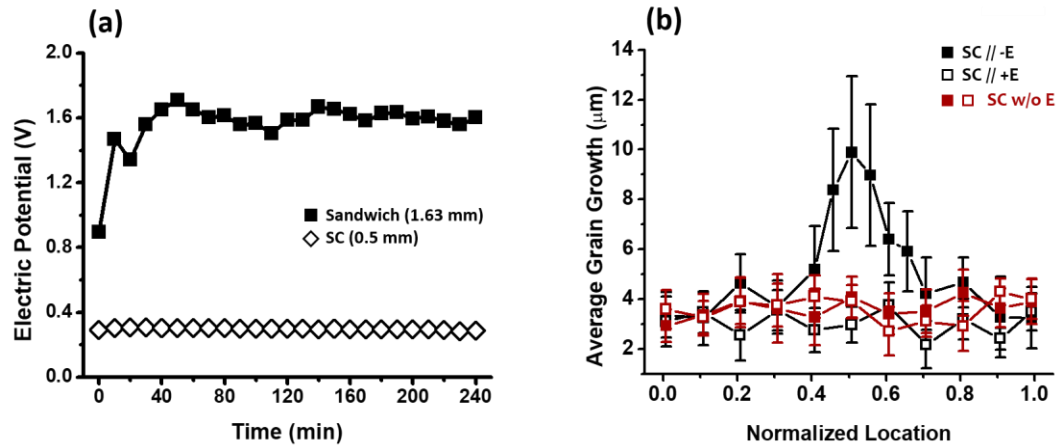 (a)
2.0
1.6
1.2
0.8
0.4
0.0
Electric Potential (V)
Sandwich (1.63 mm)
SC (0.5 mm)
0 40 80 120 160 200 240
Time (min)
(b)
14
12
10
8
6
4
2
Average Grain Growth (μm)
SC // -E
SC // +E
SC w/o E
0.0 0.2 0.4 0.6 0.8 1.0
Normalized Location